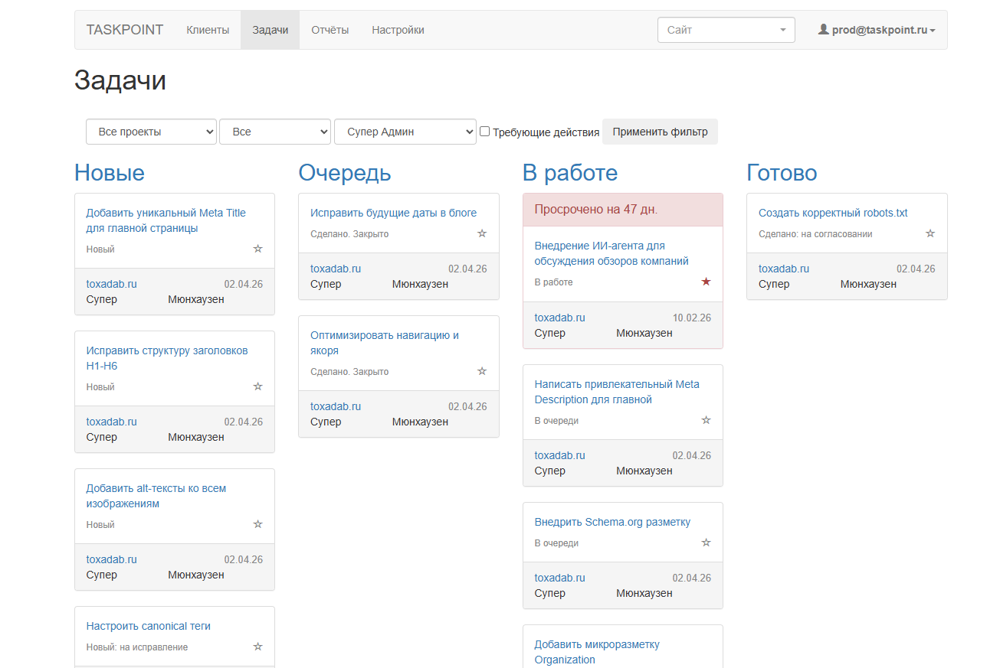 TASKPOINT Клиенты Задачи Отчёты Настройки Сайт prod@taskpoint.ru
Задачи
Все проекты Все Супер Админ Требующие действия Применить фильтр
Новые
Добавить уникальный Meta Title
для главной страницы
Новый
toxadab.ru 02.04.26
Супер Мюнхаузен
Исправить структуру заголовков
H1-H6
Новый
toxadab.ru 02.04.26
Супер Мюнхаузен
Добавить alt-тексты ко всем
изображениям
Новый
toxadab.ru 02.04.26
Супер Мюнхаузен
Настроить canonical теги
Новый: на исправление
Очередь
Исправить будущие даты в блоге
Сделано. Закрыто
toxadab.ru 02.04.26
Супер Мюнхаузен
Оптимизировать навигацию и
якоря
Сделано. Закрыто
toxadab.ru 02.04.26
Супер Мюнхаузен
В работе
Просрочено на 47 дн.
Внедрение ИИ-агента для
обсуждения обзоров компаний
В работе
toxadab.ru 10.02.26
Супер Мюнхаузен
Написать привлекательный Meta
Description для главной
В очереди
toxadab.ru 02.04.26
Супер Мюнхаузен
Внедрить Schema.org разметку
В очереди
toxadab.ru 02.04.26
Супер Мюнхаузен
Добавить микроразметку
Organization
Готово
Создать корректный robots.txt
Сделано: на согласовании
toxadab.ru 02.04.26
Супер Мюнхаузен